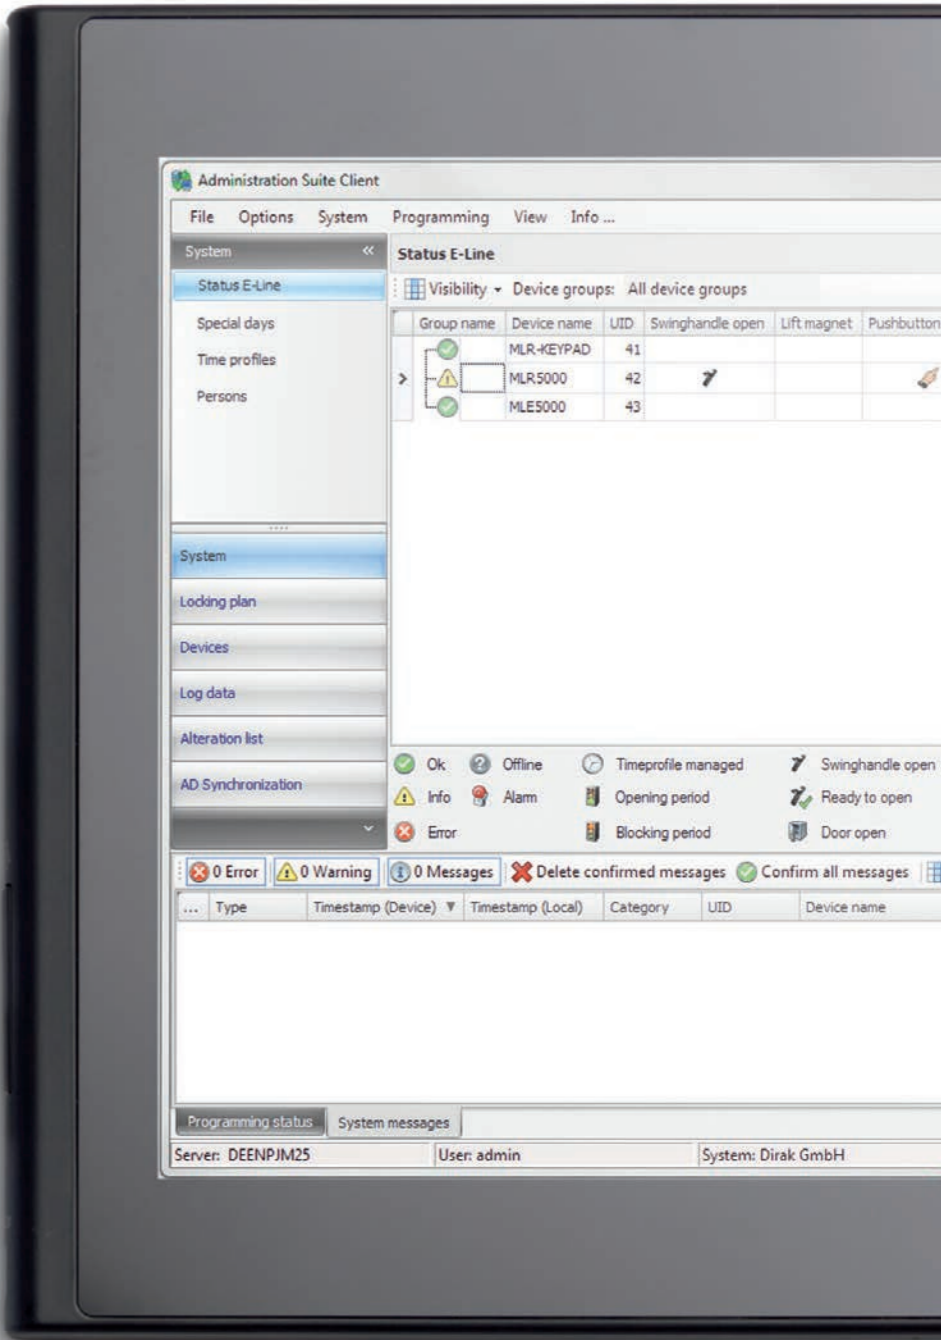 Administration Suite Client
File Options System Programming View Info ...
System «
Status E-Line
Special days
Time profiles
Persons
System
Locking plan
Devices
Log data
Alteration list
AD Synchronization
Status E-Line
Visibility Device groups: All device groups
Group name Device name UID Swinghandle open Lift magnet Pushbutton
MLR-KEYPAD 41
MLR5000 42
MLE5000 43
Ok Offline Timeprofile managed Swinghandle open
Info Alarm Opening period Ready to open
Error Blocking period Door open
0 Error 0 Warning 0 Messages Delete confirmed messages Confirm all messages
... Type Timestamp (Device) Timestamp (Local) Category UID Device name
Programming status System messages
Server: DEENPJM25 User: admin System: Dirak GmbH